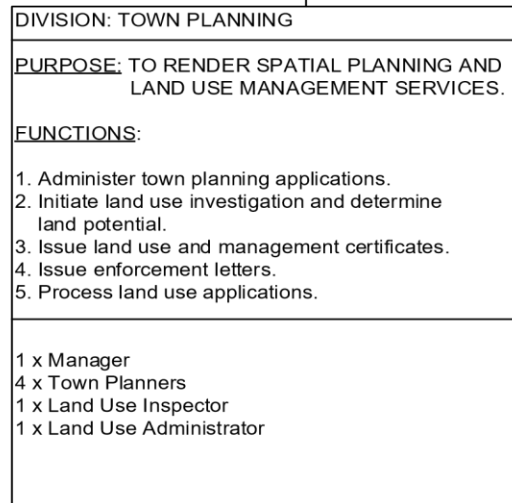 DIVISION: TOWN PLANNING
PURPOSE: TO RENDER SPATIAL PLANNING AND
LAND USE MANAGEMENT SERVICES.
FUNCTIONS:
1. Administer town planning applications.
2. Initiate land use investigation and determine
land potential.
3. Issue land use and management certificates.
4. Issue enforcement letters.
5. Process land use applications.
1 x Manager
4 x Town Planners
1 x Land Use Inspector
1 x Land Use Administrator